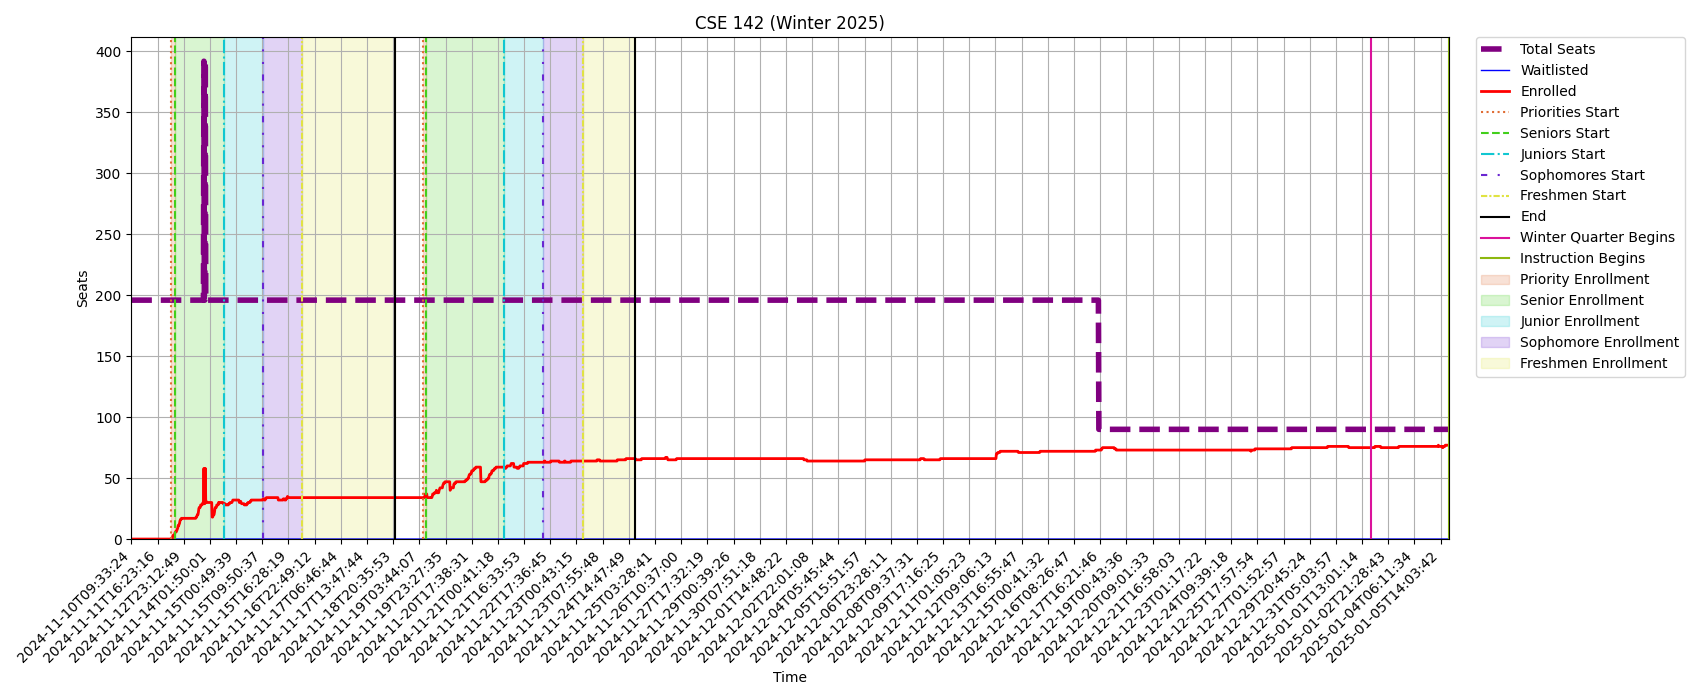 CSE 142 (Winter 2025)
Seats
400
350
300
250
200
150
100
50
0
2024-11-10T09:33:24
2024-11-11T16:23:16
2024-11-12T23:12:49
2024-11-14T01:50:01
2024-11-15T00:49:39
2024-11-15T09:50:37
2024-11-15T16:28:19
2024-11-16T22:49:12
2024-11-17T06:46:44
2024-11-17T13:47:44
2024-11-18T20:35:53
2024-11-19T03:44:07
2024-11-19T23:27:35
2024-11-20T17:38:31
2024-11-21T00:41:18
2024-11-21T16:33:53
2024-11-22T17:36:45
2024-11-23T00:43:15
2024-11-23T07:55:48
2024-11-24T14:47:49
2024-11-25T03:28:41
2024-11-26T10:37:00
2024-11-27T17:32:19
2024-11-29T00:39:26
2024-11-30T07:51:18
2024-12-01T14:48:22
2024-12-02T22:01:08
2024-12-04T05:45:44
2024-12-05T15:51:57
2024-12-06T23:28:11
2024-12-08T09:37:31
2024-12-09T17:16:25
2024-12-11T01:05:23
2024-12-12T09:06:13
2024-12-13T16:55:47
2024-12-15T00:41:32
2024-12-16T08:26:47
2024-12-17T16:21:46
2024-12-19T00:43:36
2024-12-20T09:01:33
2024-12-21T16:58:03
2024-12-23T01:17:22
2024-12-24T09:39:18
2024-12-25T17:57:54
2024-12-27T01:52:57
2024-12-29T20:45:24
2024-12-31T05:03:57
2025-01-01T13:01:14
2025-01-02T21:28:43
2025-01-04T06:11:34
2025-01-05T14:03:42
Time
Total Seats
Waitlisted
Enrolled
Priorities Start
Seniors Start
Juniors Start
Sophomores Start
Freshmen Start
End
Winter Quarter Begins
Instruction Begins
Priority Enrollment
Senior Enrollment
Junior Enrollment
Sophomore Enrollment
Freshmen Enrollment